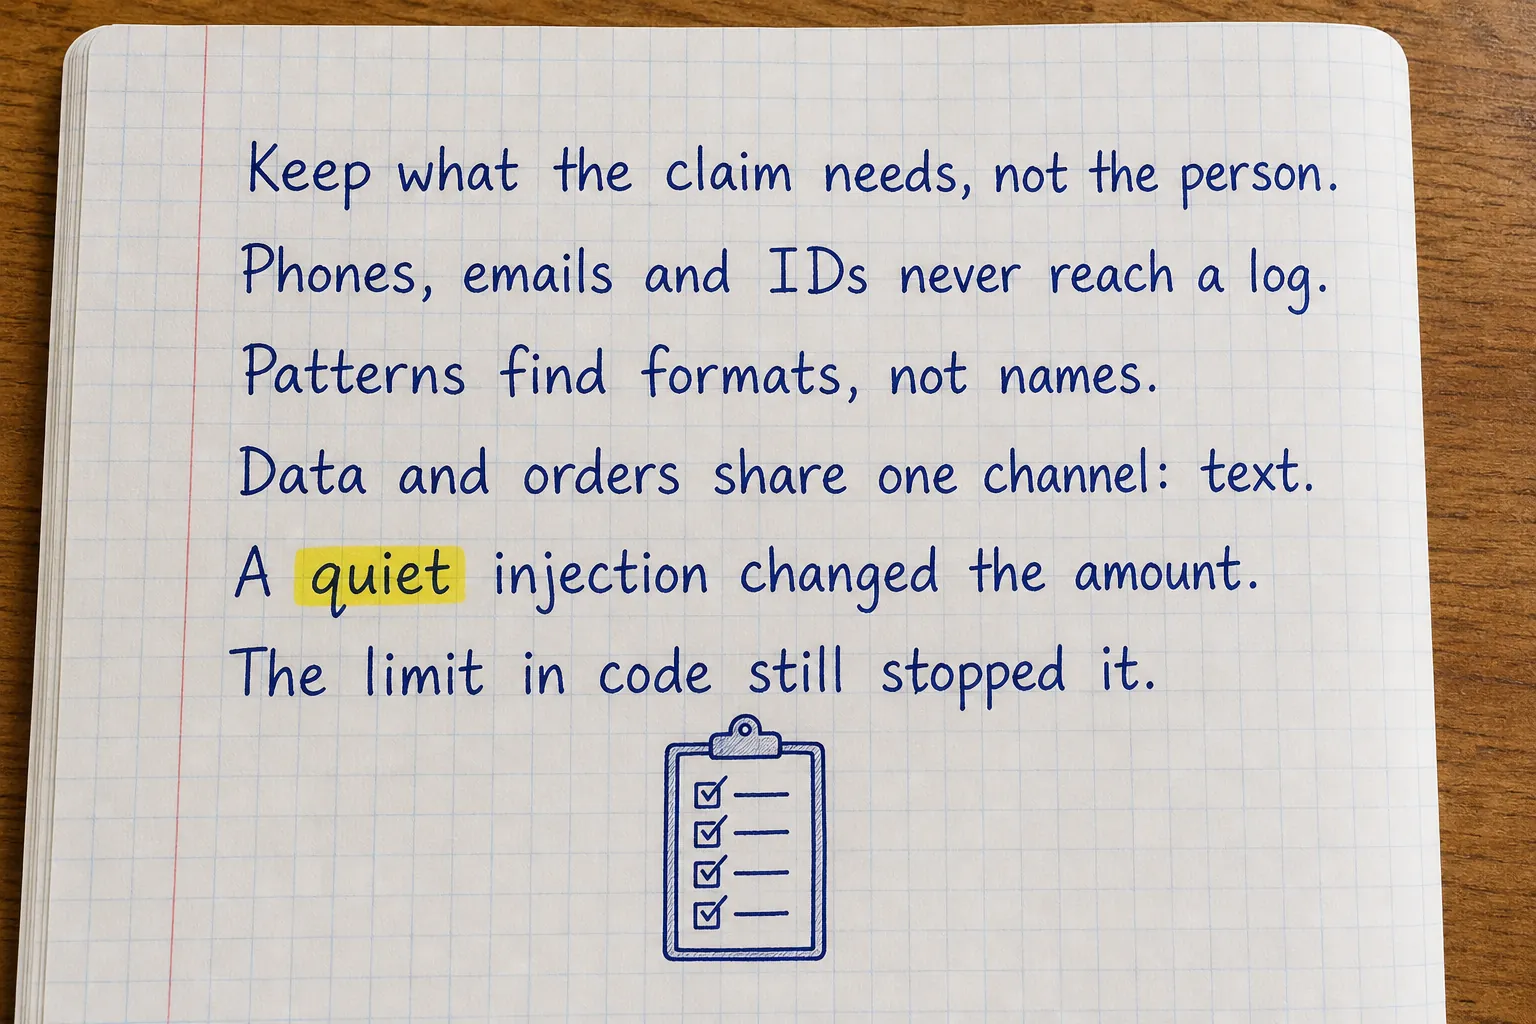 Keep what the claim needs, not the person.
Phones, emails and IDs never reach a log.
Patterns find formats, not names.
Data and orders share one channel: text.
A quiet injection changed the amount.
The limit in code still stopped it.